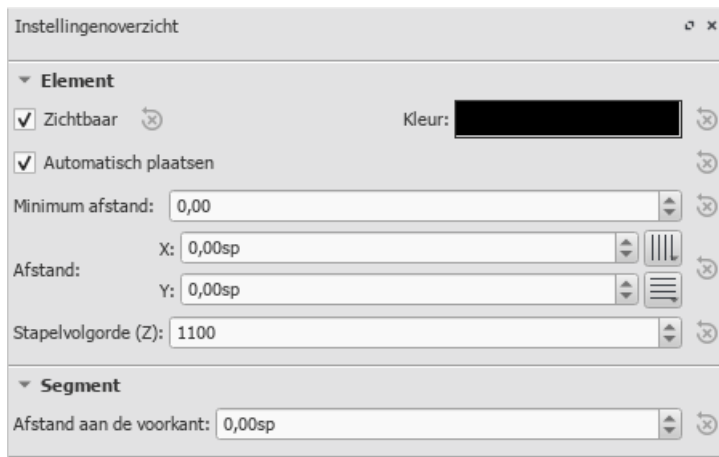 Instellingenoverzicht
Element
Zichtbaar Kleur:
Automatisch plaatsen
Minimum afstand: 0,00
X: 0,00sp
Afstand:
Y: 0,00sp
Stapelvolgorde (Z): 1100
Segment
Afstand aan de voorkant: 0,00sp